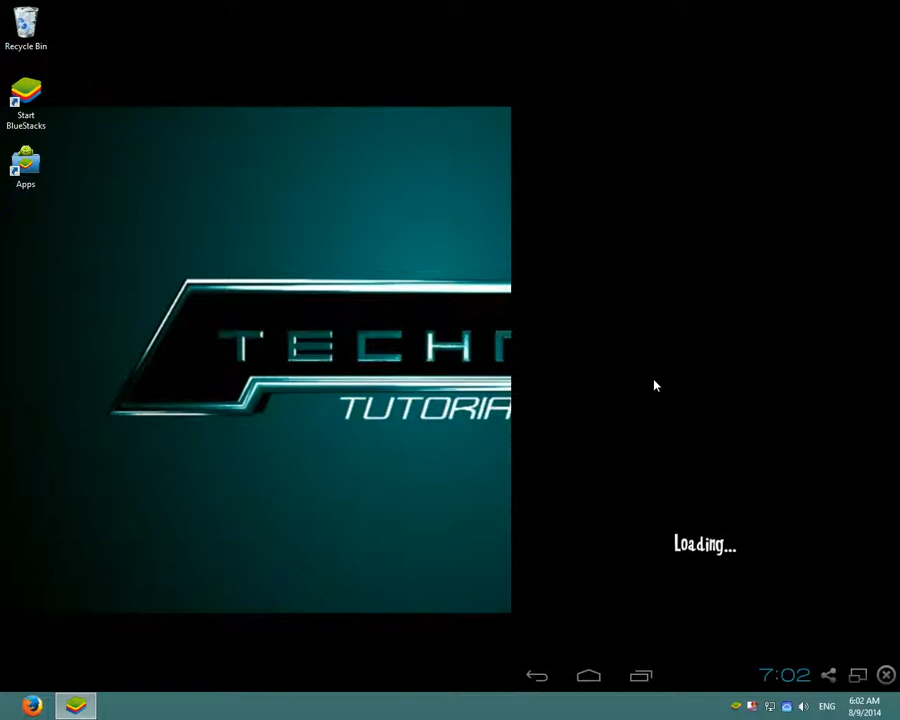 Recycle Bin
Start
BlueStacks
Apps
TECH
TUTORIA
Loading...
7:02
ENG
6:02 AM
8/9/2014